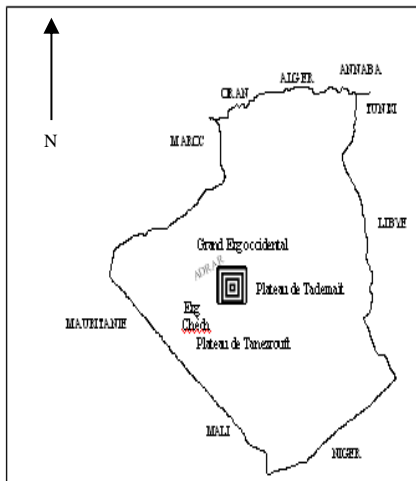 ANNABA
ALGER
ORAN
TUNIS
N
MAROC
LIBYE
Grand Erg occidental
ADRAR
Plateau de Tademait
Erg
Chech
MAURITANIE
Plateau de Tanezrouft
MALI
NIGER